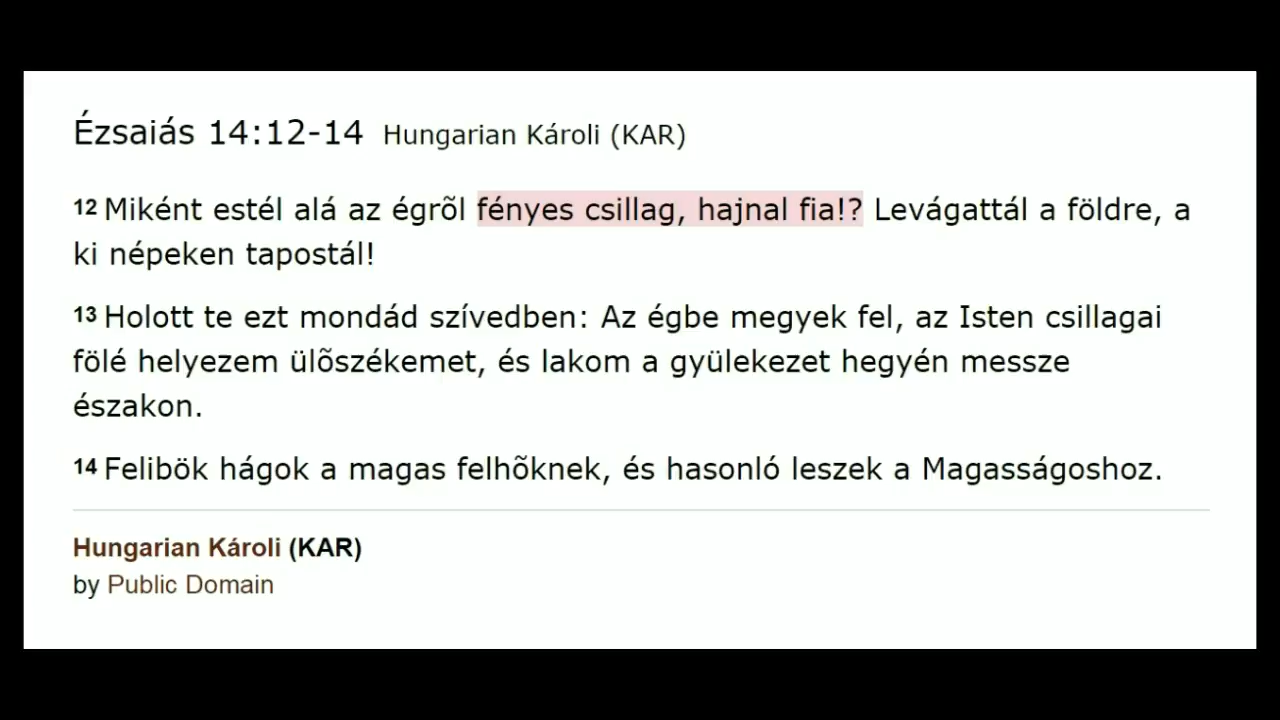 Ézsaiás 14:12-14 Hungarian Károli (KAR)
12 Miként estél alá az égrõl fényes csillag, hajnal fia!? Levágattál a földre, a
ki népeken tapostál!
13 Holott te ezt mondád szívedben: Az égbe megyek fel, az Isten csillagai
fölé helyezem ülõszékemet, és lakom a gyülekezet hegyén messze
északon.
14 Felibök hágok a magas felhõknek, és hasonló leszek a Magasságoshoz.
Hungarian Károli (KAR)
by Public Domain